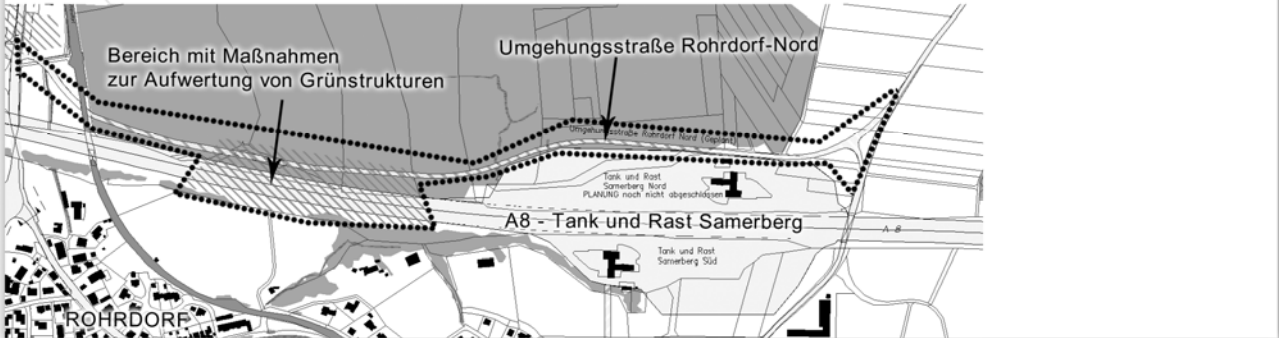 Bereich mit Maßnahmen
zur Aufwertung von Grünstrukturen
Umgehungsstraße Rohrdorf-Nord
Umgehungsstraße Rohrdorf Nord (Geplant)
Tank und Rast
Samerberg Nord
PLANUNG noch nicht abgeschlossen
A8 - Tank und Rast Samerberg
A 8
Tank und Rast
Samerberg Süd
ROHRDORF